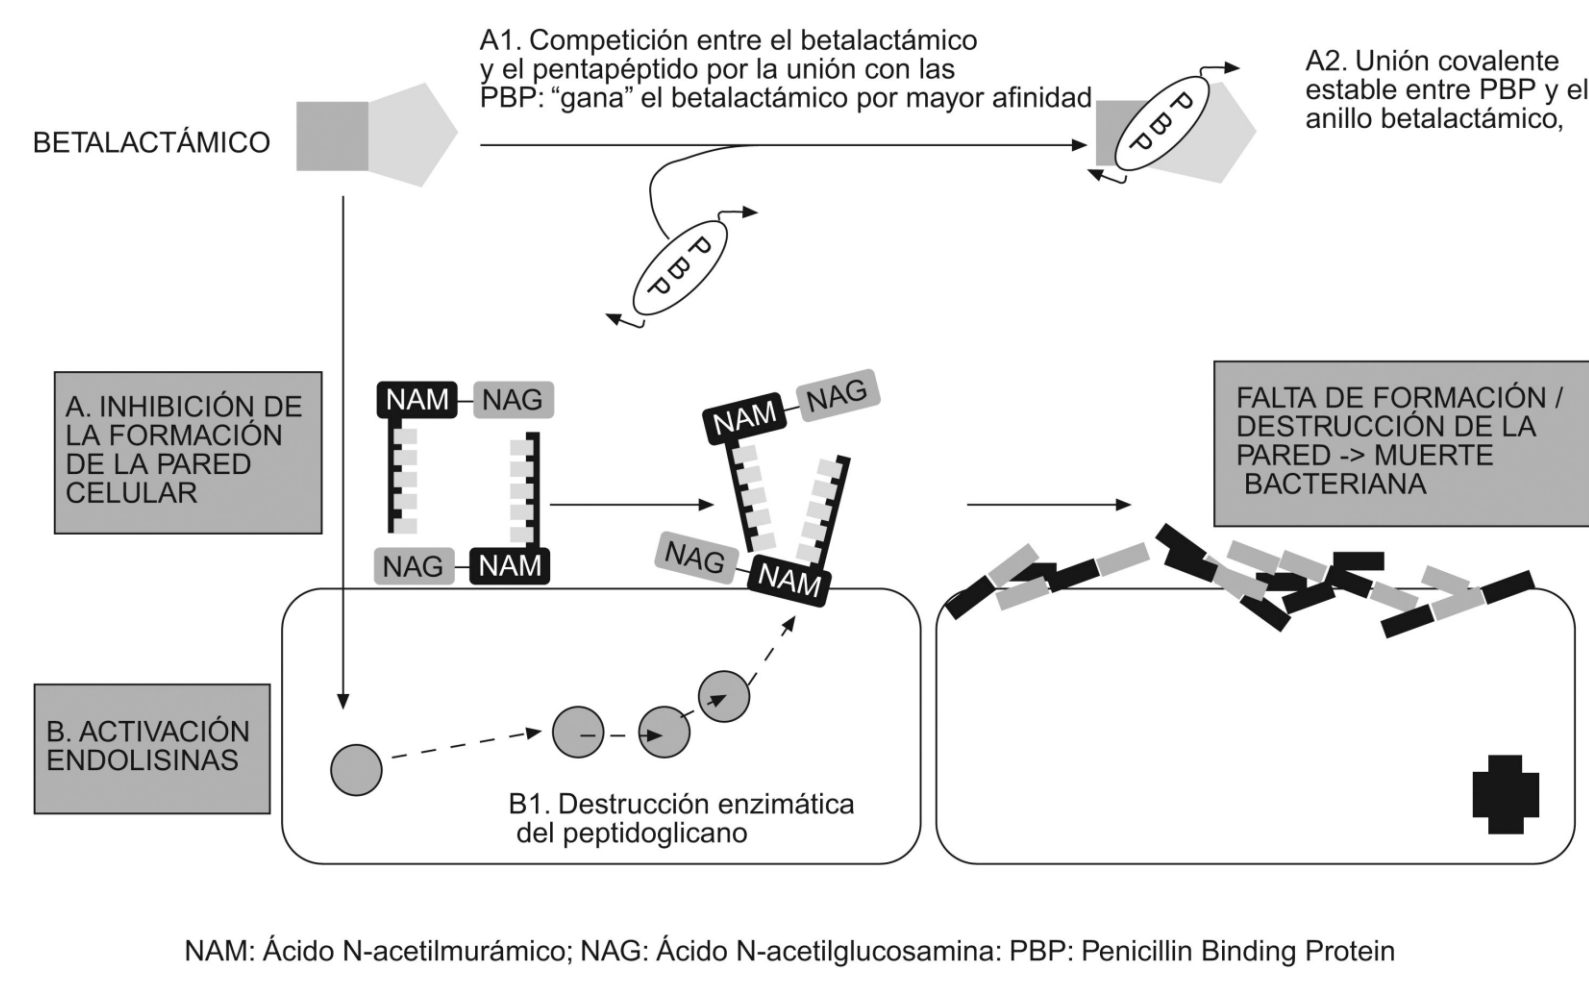 A1. Competición entre el betalactámico
y el pentapéptido por la unión con las
PBP: “gana” el betalactámico por mayor afinidad
A2. Unión covalente
estable entre PBP y el
anillo betalactámico,
BETALACTÁMICO
PBP
PBP
A. INHIBICIÓN DE
LA FORMACIÓN
DE LA PARED
CELULAR
NAM NAG
NAG NAM
NAM NAG
NAG NAM
FALTA DE FORMACIÓN /
DESTRUCCIÓN DE LA
PARED -> MUERTE
BACTERIANA
B. ACTIVACIÓN
ENDOLISINAS
B1. Destrucción enzimática
del peptidoglicano
NAM: Ácido N-acetilmurámico; NAG: Ácido N-acetilglucosamina: PBP: Penicillin Binding Protein